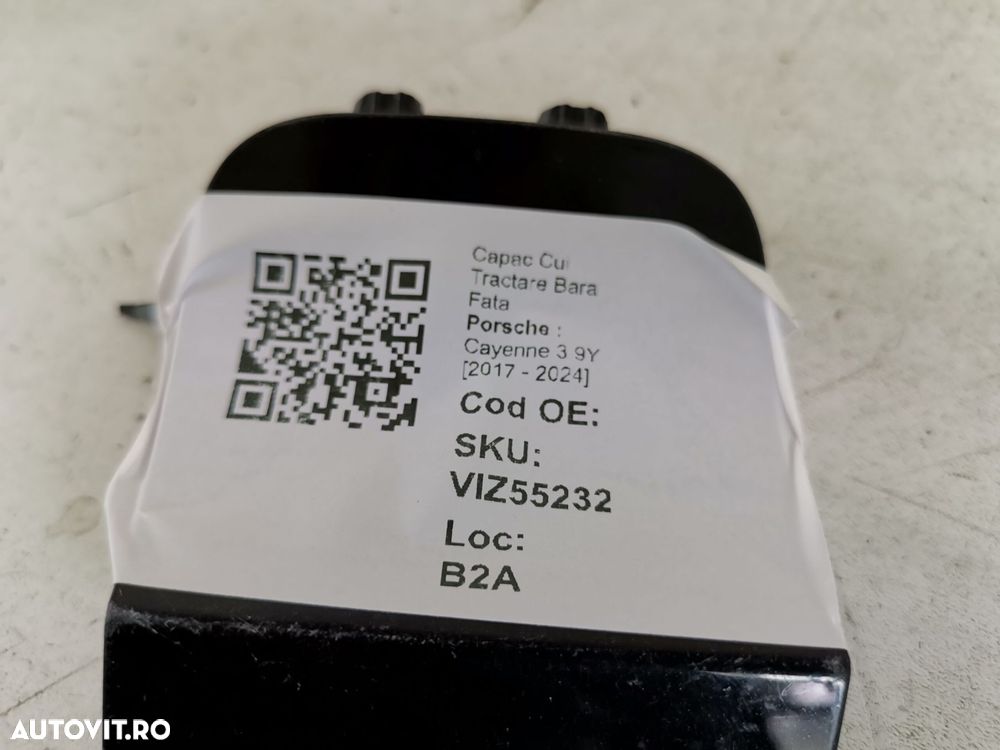 Capac Cui
Tractare Bara
Fata
Porsche :
Cayenne 3 9Y
[2017 - 2024]
Cod OE:
SKU:
VIZ55232
Loc:
B2A
AUTOVIT.RO